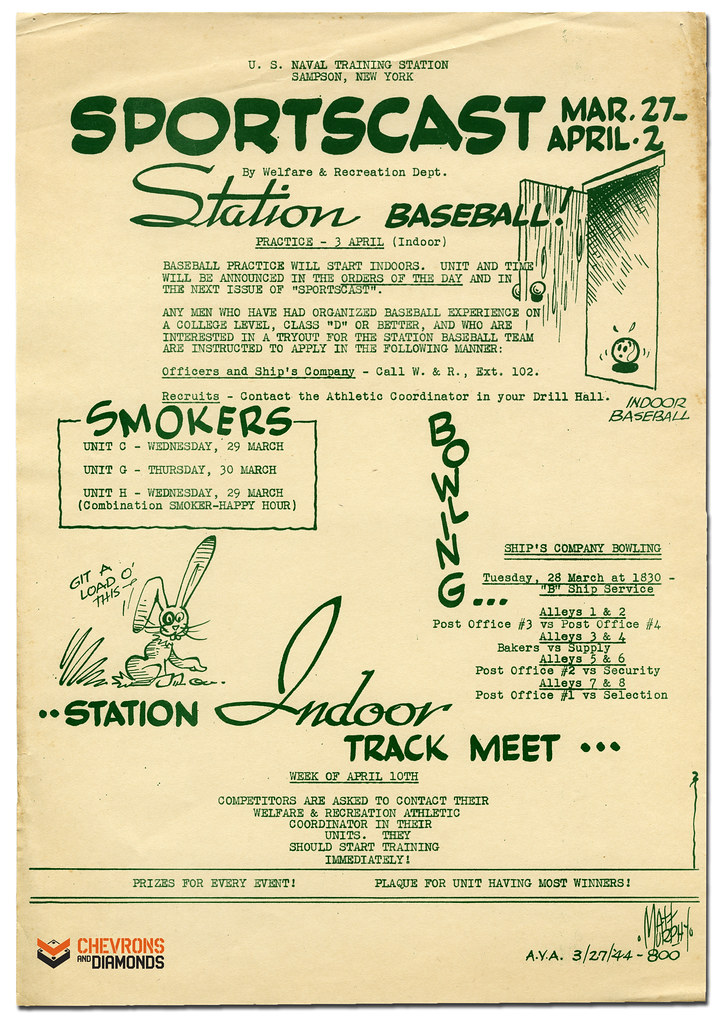 U. S. NAVAL TRAINING STATION
SAMPSON, NEW YORK
SPORTSCAST
MAR. 27-
APRIL. 2
By Welfare & Recreation Dept.
Station BASEBALL!
PRACTICE - 3 APRIL (Indoor)
BASEBALL PRACTICE WILL START INDOORS. UNIT AND TIME
WILL BE ANNOUNCED IN THE ORDERS OF THE DAY AND IN
THE NEXT ISSUE OF "SPORTSCAST".
ANY MEN WHO HAVE HAD ORGANIZED BASEBALL EXPERIENCE ON
A COLLEGE LEVEL, CLASS "D" OR BETTER, AND WHO ARE
INTERESTED IN A TRYOUT FOR THE STATION BASEBALL TEAM
ARE INSTRUCTED TO APPLY IN THE FOLLOWING MANNER:
Officers and Ship's Company - Call W. & R., Ext. 102.
Recruits - Contact the Athletic Coordinator in your Drill Hall.
INDOOR
BASEBALL
SMOKERS
UNIT C - WEDNESDAY, 29 MARCH
UNIT G - THURSDAY, 30 MARCH
UNIT H - WEDNESDAY, 29 MARCH
(Combination SMOKER-HAPPY HOUR)
BOWLING...
SHIP'S COMPANY BOWLING
Tuesday, 28 March at 1830 -
"B" Ship Service
Alleys 1 & 2
Post Office #3 vs Post Office #4
Alleys 3 & 4
Bakers vs Supply
Alleys 5 & 6
Post Office #2 vs Security
Alleys 7 & 8
Post Office #1 vs Selection
GIT A
LOAD O'
THIS
..STATION Indoor
TRACK MEET ...
WEEK OF APRIL 10TH
COMPETITORS ARE ASKED TO CONTACT THEIR
WELFARE & RECREATION ATHLETIC
COORDINATOR IN THEIR
UNITS. THEY
SHOULD START TRAINING
IMMEDIATELY!
PRIZES FOR EVERY EVENT!
PLAQUE FOR UNIT HAVING MOST WINNERS!
MATT
MURPHY
A.Y.A. 3/27/44 - 800
CHEVRONS
AND DIAMONDS